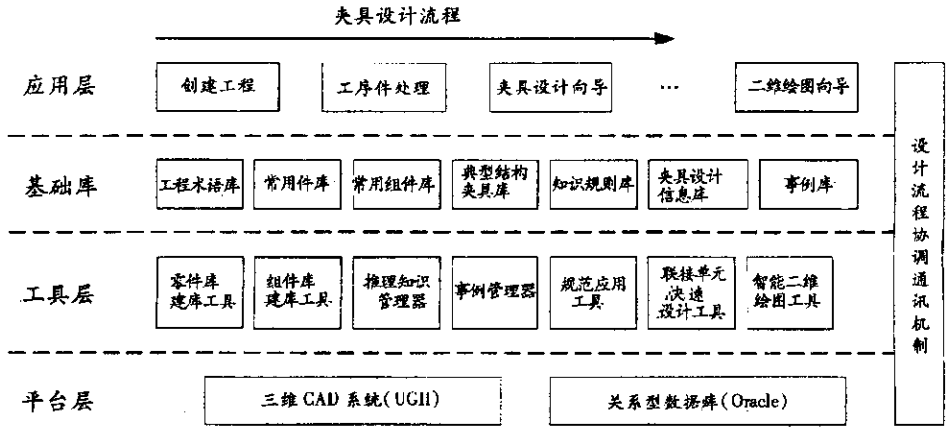 夹具设计流程
应用层
创建工程
工序件处理
夹具设计向导
…
二维绘图向导
基础库
工程术语库
常用件库
常用组件库
典型结构
夹具库
知识规则库
夹具设计
信息库
事例库
工具层
零件库
建库工具
组件库
建库工具
推理知识
管理器
事例管理器
规范应用
工具
联接单元
快速
设计工具
智能二维
绘图工具
平台层
三维 CAD 系统(UGII)
关系型数据库(Oracle)
设计流程协调通讯机制